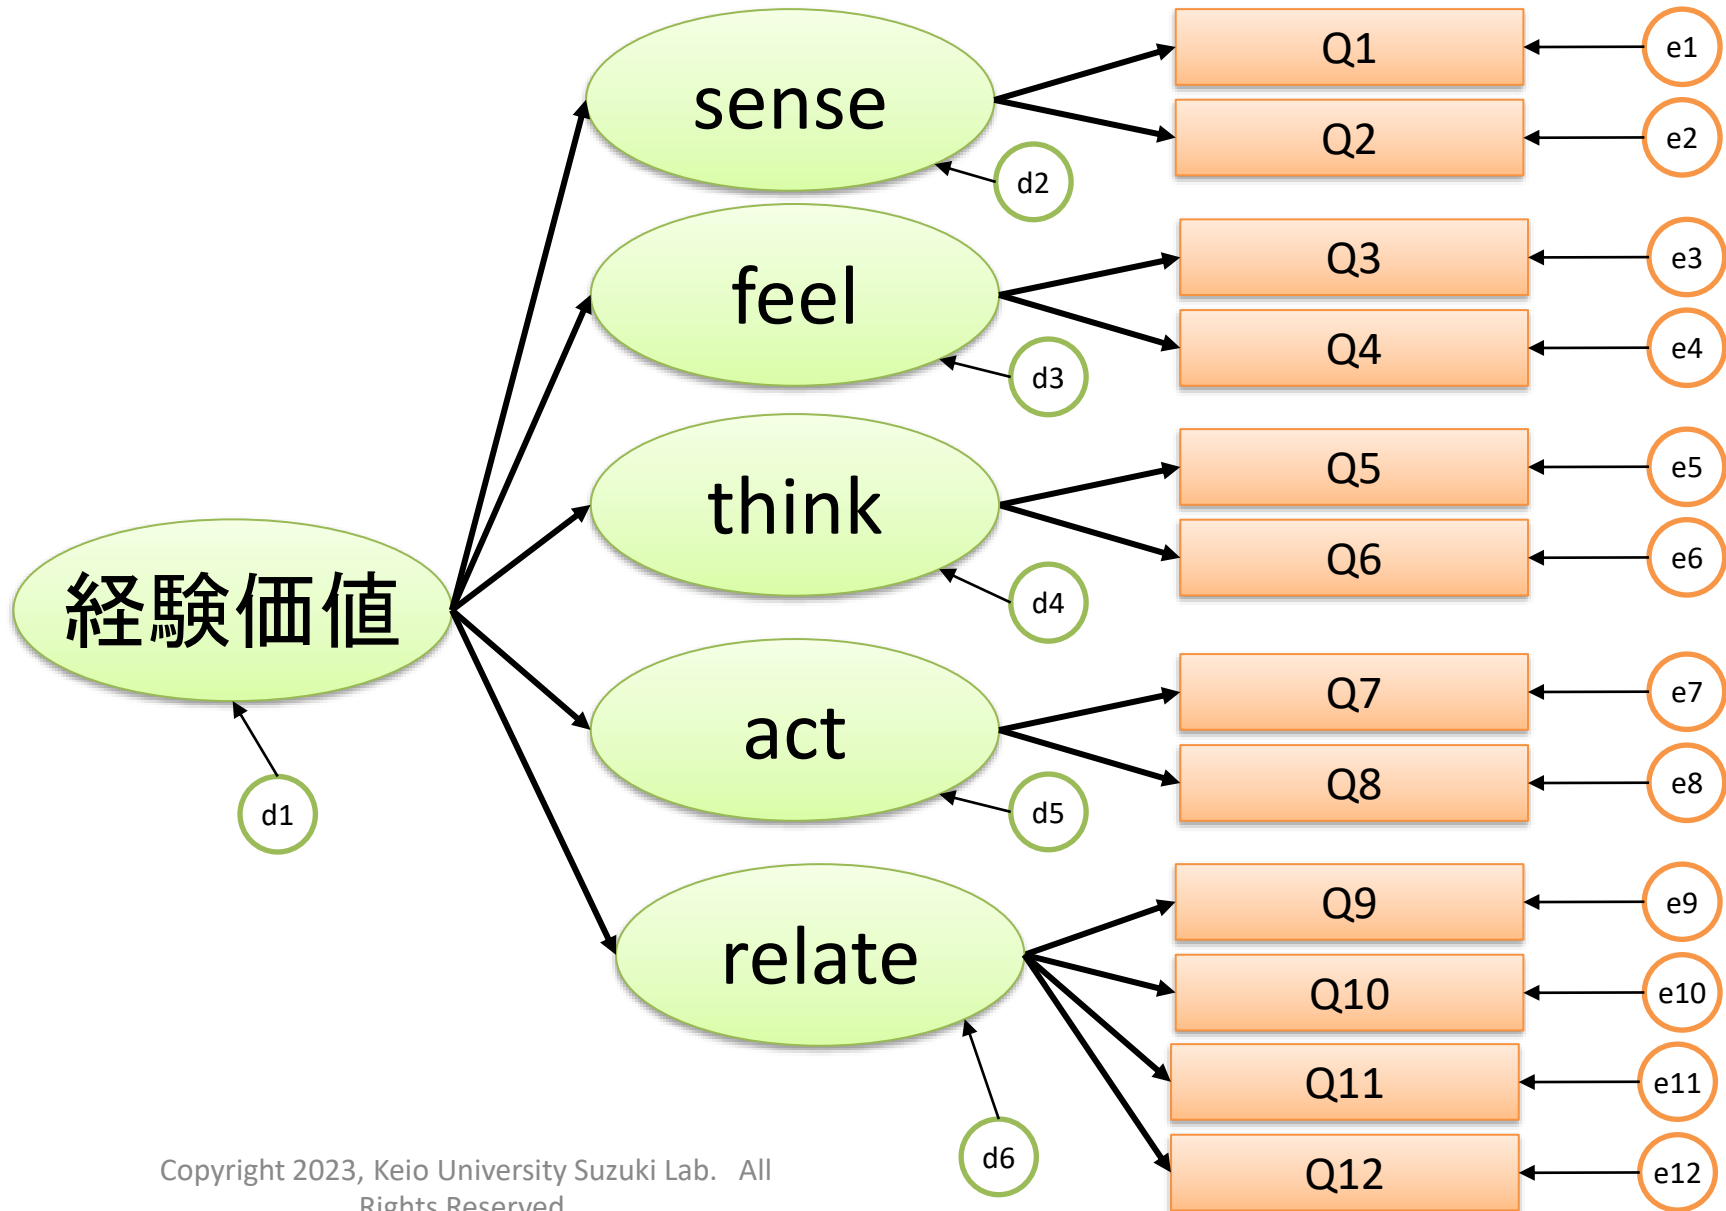 sense
Q1
e1
Q2
e2
d2
feel
Q3
e3
Q4
e4
d3
think
Q5
e5
Q6
e6
d4
経験価値
act
Q7
e7
Q8
e8
d1
d5
relate
Q9
e9
Q10
e10
Q11
e11
d6
Q12
e12
Copyright 2023, Keio University Suzuki Lab. All
Rights Reserved